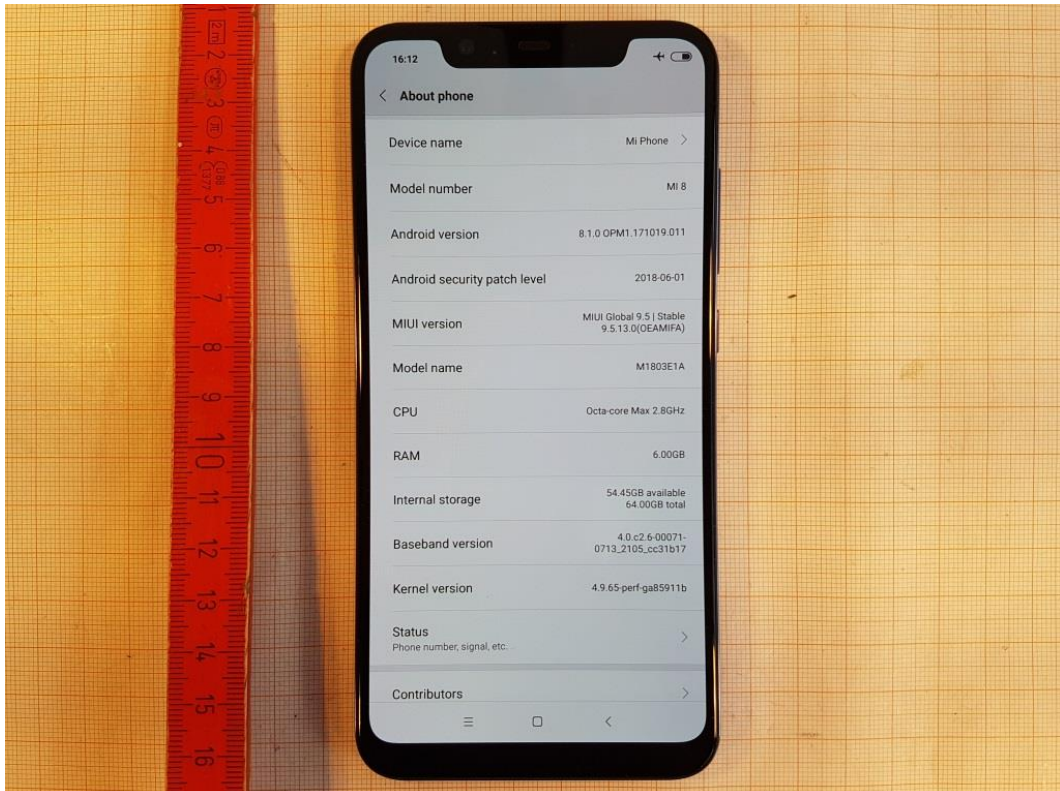 1
2m
2
3
4
5
6
7
8
9
10
11
12
13
14
15
16
16:12
About phone
Device name Mi Phone
Model number MI 8
Android version 8.1.0 OPM1.171019.011
Android security patch level 2018-06-01
MIUI version MIUI Global 9.5 | Stable
9.5.13.0(OEAMIFA)
Model name M1803E1A
CPU Octa-core Max 2.8GHz
RAM 6.00GB
Internal storage 54.45GB available
64.00GB total
Baseband version 4.0.c2.6-00071-
0713_2105_cc31b17
Kernel version 4.9.65-perf-ga85911b
Status
Phone number, signal, etc.
Contributors